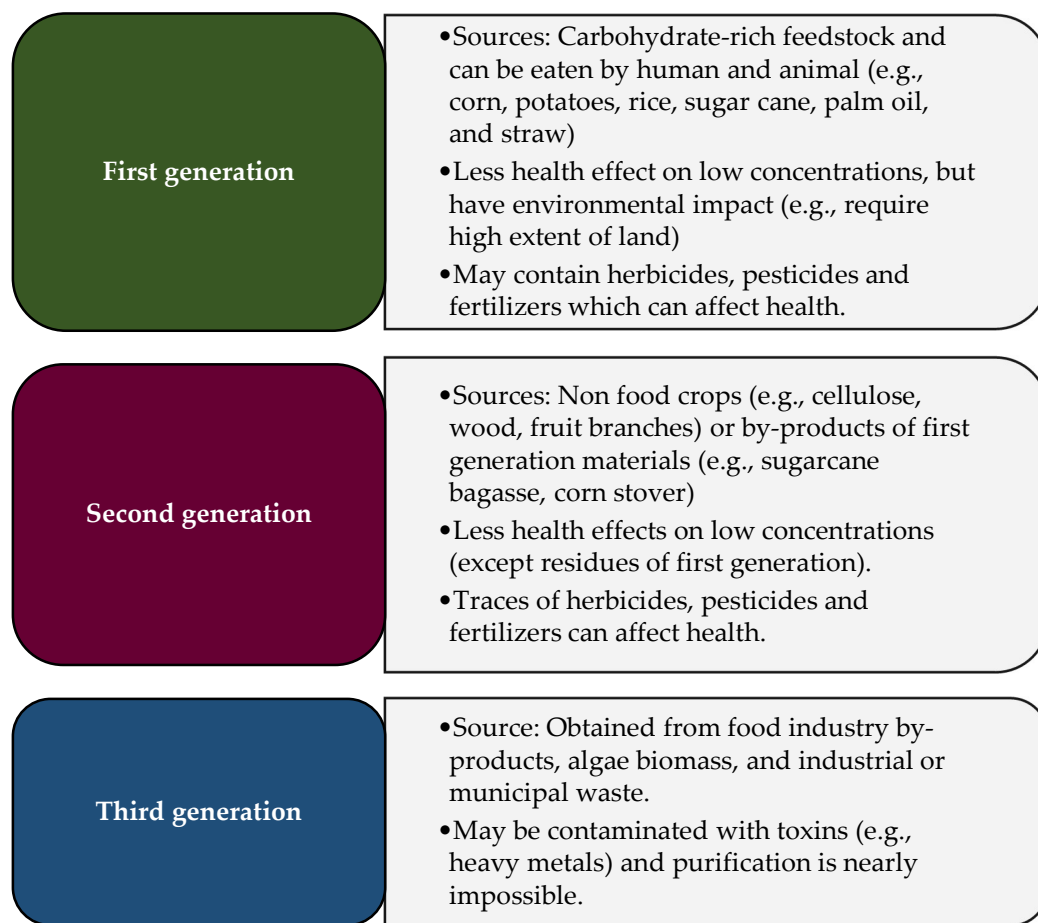 First generation
•Sources: Carbohydrate-rich feedstock and
can be eaten by human and animal (e.g.,
corn, potatoes, rice, sugar cane, palm oil,
and straw)
•Less health effect on low concentrations, but
have environmental impact (e.g., require
high extent of land)
•May contain herbicides, pesticides and
fertilizers which can affect health.
Second generation
•Sources: Non food crops (e.g., cellulose,
wood, fruit branches) or by-products of first
generation materials (e.g., sugarcane
bagasse, corn stover)
•Less health effects on low concentrations
(except residues of first generation).
•Traces of herbicides, pesticides and
fertilizers can affect health.
Third generation
•Source: Obtained from food industry by-
products, algae biomass, and industrial or
municipal waste.
•May be contaminated with toxins (e.g.,
heavy metals) and purification is nearly
impossible.